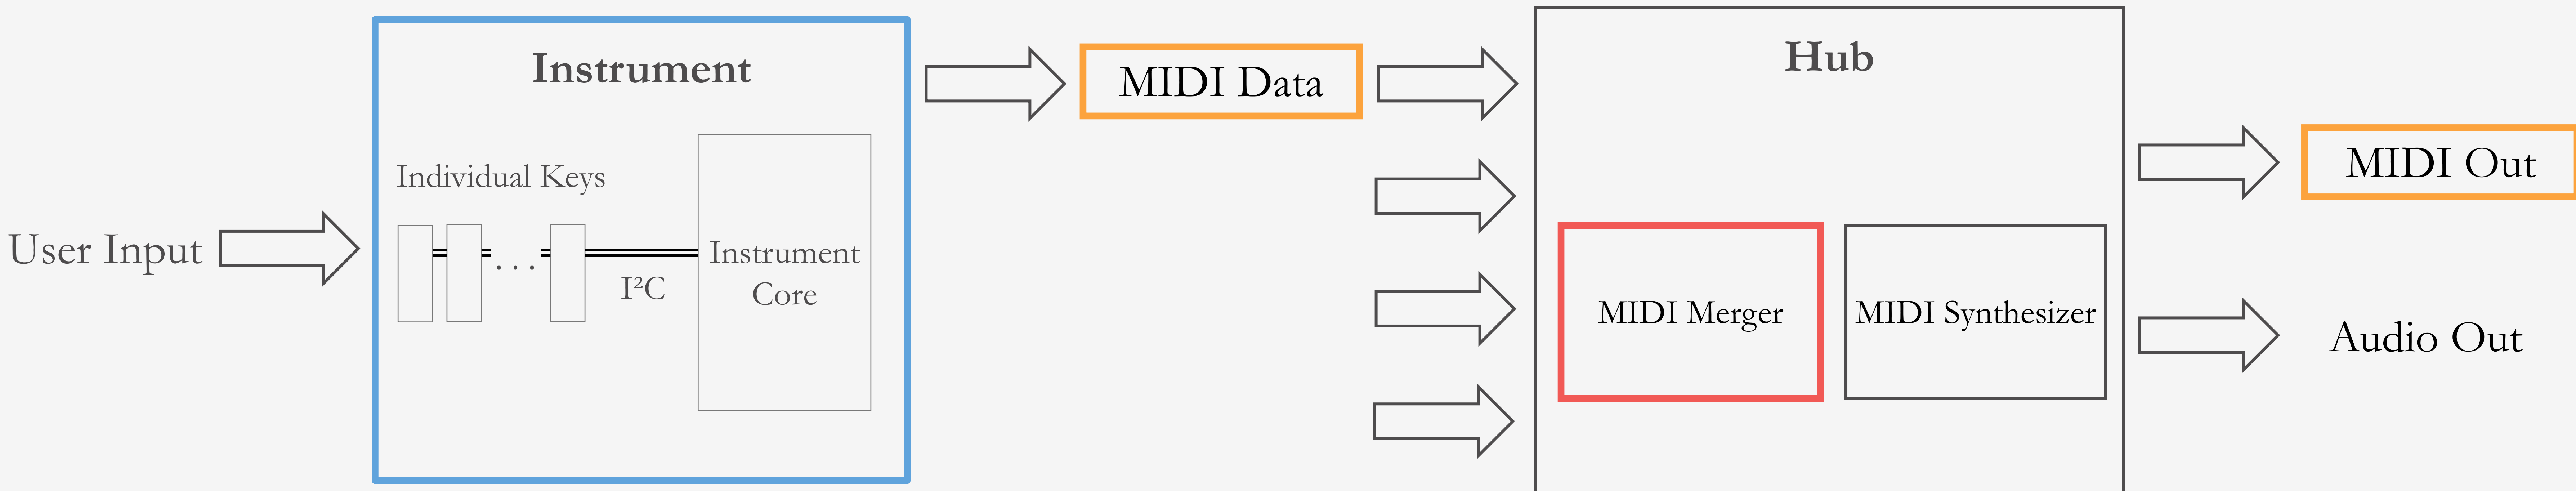 User Input
Instrument
Individual Keys
. . .
I²C
Instrument
Core
MIDI Data
Hub
MIDI Merger
MIDI Synthesizer
MIDI Out
Audio Out